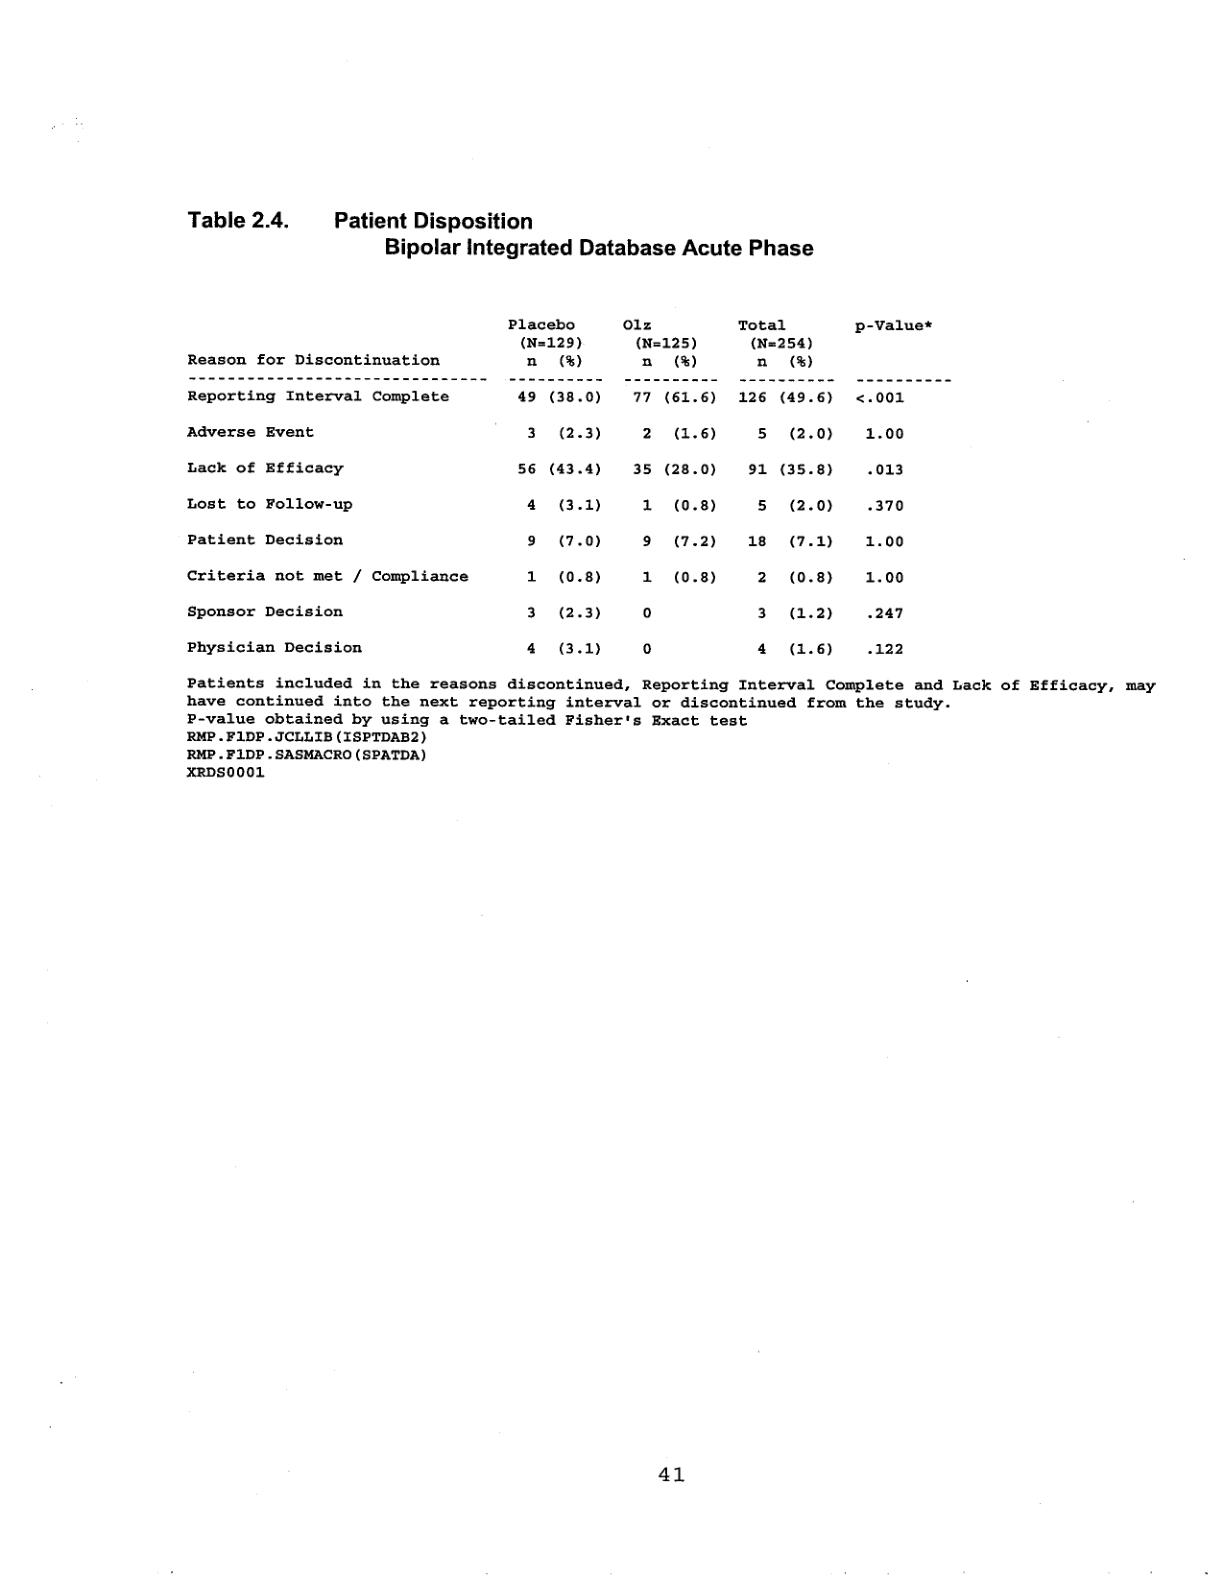 Table 2.4. Patient Disposition
Bipolar Integrated Database Acute Phase
Placebo Olz Total p-Value*
(N=129) (N=125) (N=254)
Reason for Discontinuation n (%) n (%) n (%)
------------------------------- ---------- ---------- ---------- ----------
Reporting Interval Complete 49 (38.0) 77 (61.6) 126 (49.6) <.001
Adverse Event 3 (2.3) 2 (1.6) 5 (2.0) 1.00
Lack of Efficacy 56 (43.4) 35 (28.0) 91 (35.8) .013
Lost to Follow-up 4 (3.1) 1 (0.8) 5 (2.0) .370
Patient Decision 9 (7.0) 9 (7.2) 18 (7.1) 1.00
Criteria not met / Compliance 1 (0.8) 1 (0.8) 2 (0.8) 1.00
Sponsor Decision 3 (2.3) 0 3 (1.2) .247
Physician Decision 4 (3.1) 0 4 (1.6) .122
Patients included in the reasons discontinued, Reporting Interval Complete and Lack of Efficacy, may
have continued into the next reporting interval or discontinued from the study.
P-value obtained by using a two-tailed Fisher's Exact test
RMP.F1DP.JCLLIB(ISPTDAB2)
RMP.F1DP.SASMACRO(SPATDA)
XRDS0001
41